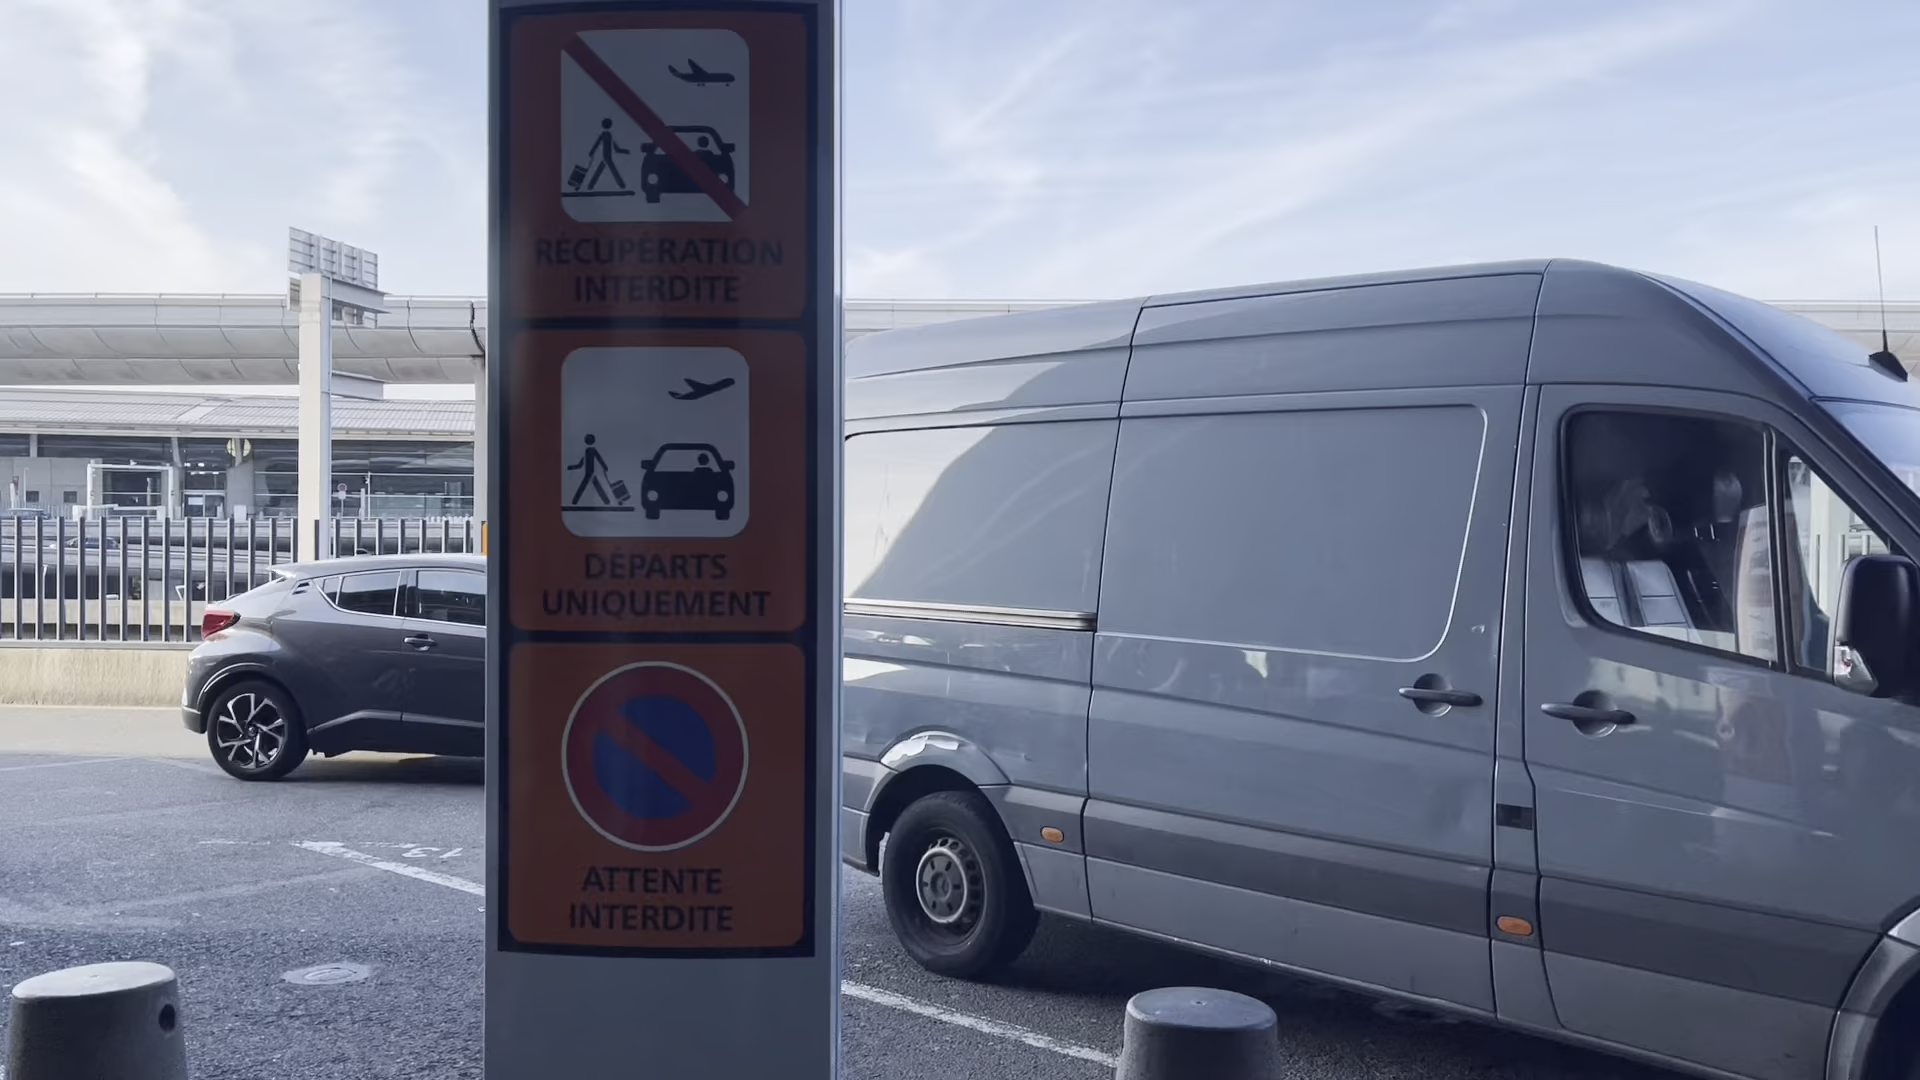 RÉCUPÉRATION
INTERDITE
DÉPARTS
UNIQUEMENT
ATTENTE
INTERDITE